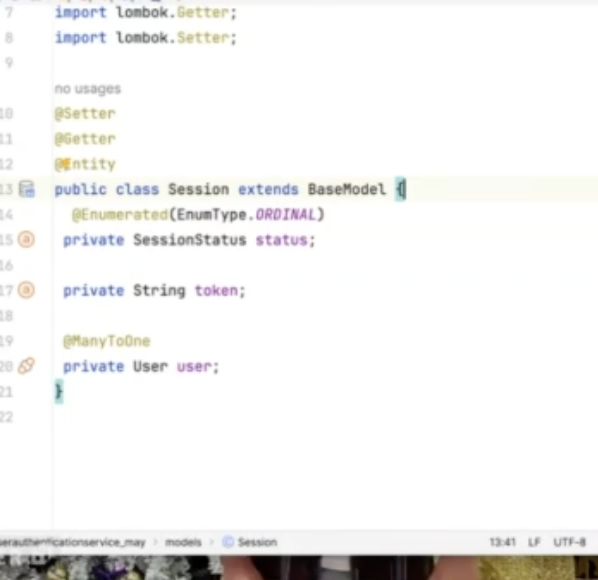 7 import lombok.Getter;
8 import lombok.Setter;
9
no usages
10 @Setter
11 @Getter
12 @Entity
13 public class Session extends BaseModel {
14 @Enumerated(EnumType.ORDINAL)
15 private SessionStatus status;
16
17 private String token;
18
19 @ManyToOne
20 private User user;
21 }
22
serauthenticationservice_may > models > Session 13:41 LF UTF-8